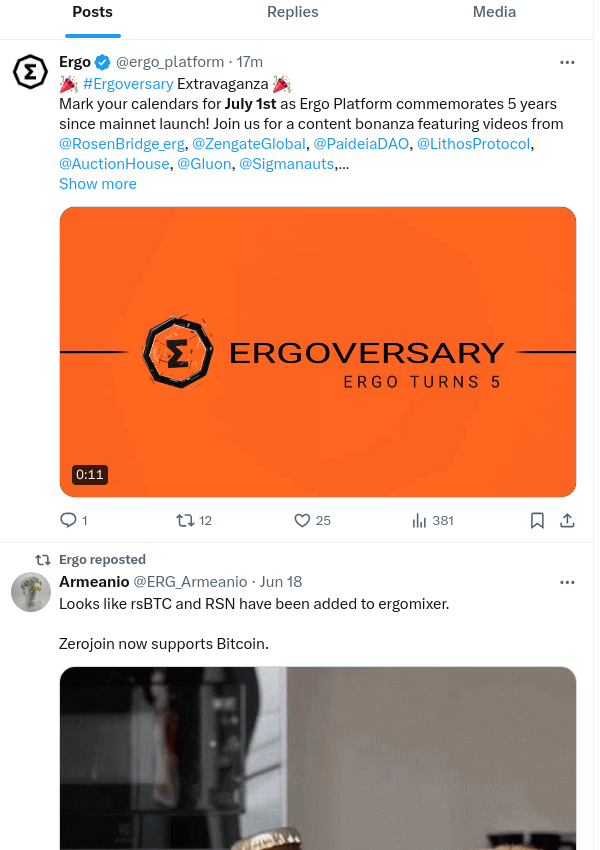 Posts Replies Media
Ergo @ergo_platform · 17m
🎉 #Ergoversary Extravaganza 🎉
Mark your calendars for July 1st as Ergo Platform commemorates 5 years
since mainnet launch! Join us for a content bonanza featuring videos from
@RosenBridge_erg, @ZengateGlobal, @PaideiaDAO, @LithosProtocol,
@AuctionHouse, @Gluon, @Sigmanauts,...
Show more
Σ ERGOVERSARY
ERGO TURNS 5
0:11
1 12 25 381
Ergo reposted
Armeanio @ERG_Armeanio · Jun 18
Looks like rsBTC and RSN have been added to ergomixer.
Zerojoin now supports Bitcoin.